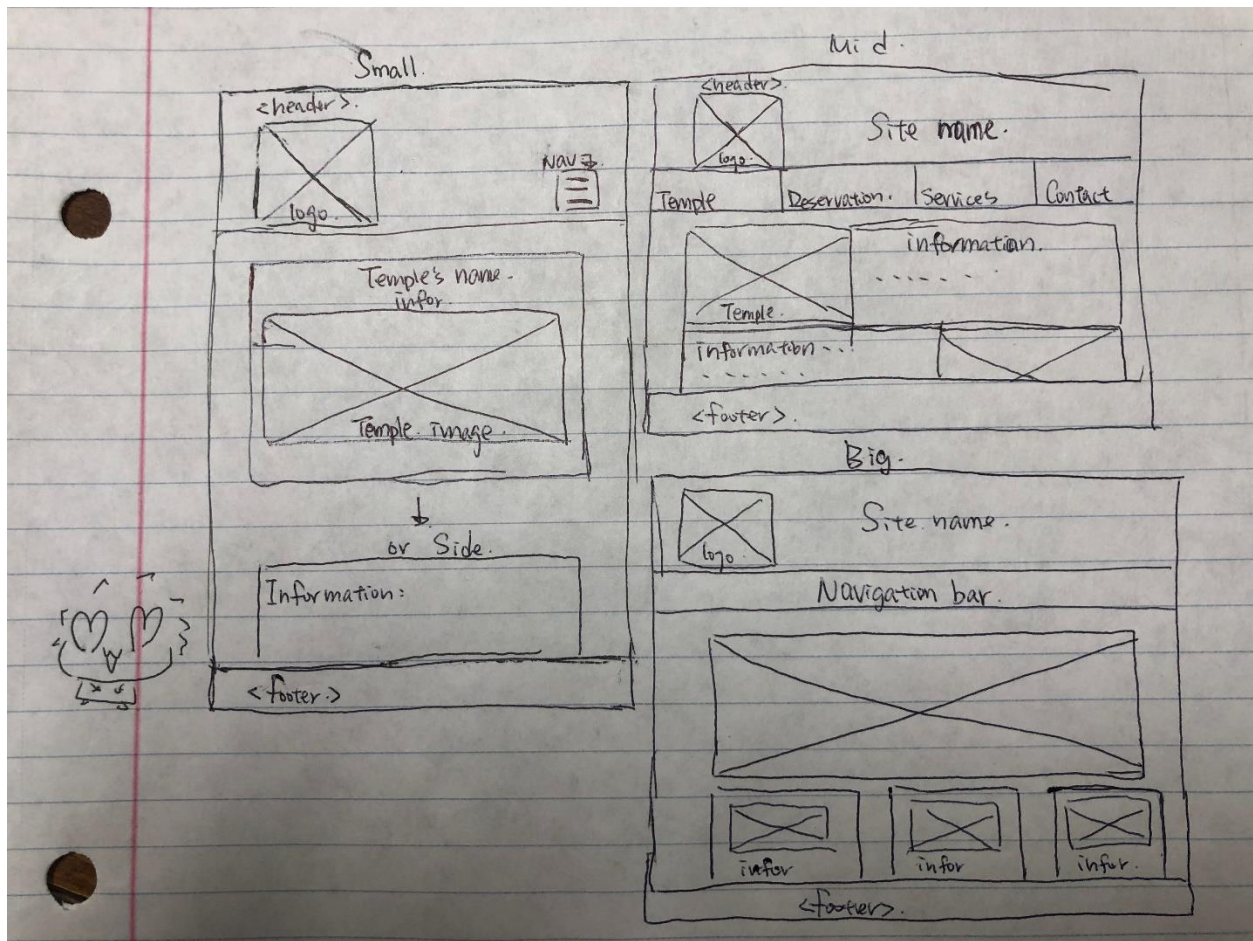 Small.
<header>.
logo.
Nav
Temple's name.
infor.
Temple image.
or Side.
Information:
<footer>
Mid.
<header>.
logo.
Site name.
Temple
Deservation.
Services
Contact
information.
Temple.
information...
<footer>.
Big.
logo.
Site name.
Navigation bar.
infor
infor
infor.
<footer>.